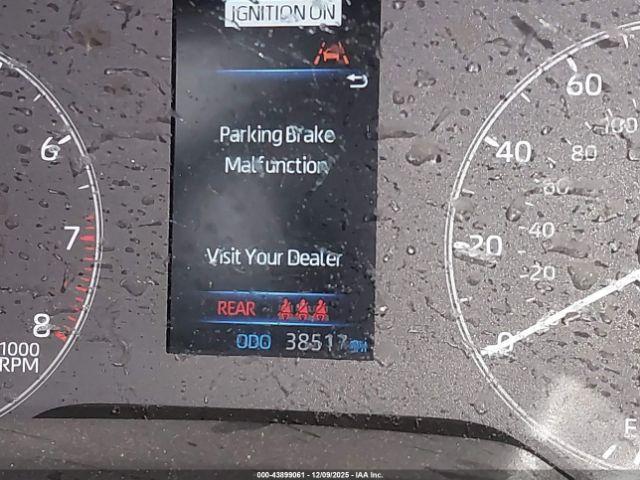 IGNITION ON
Parking Brake
Malfunction
Visit Your Dealer
REAR
ODO 38517
6
7
8
1000
RPM
60
40
20
0
100
80
60
40
20
000-43899061 - 12/09/2025 - IAA Inc.